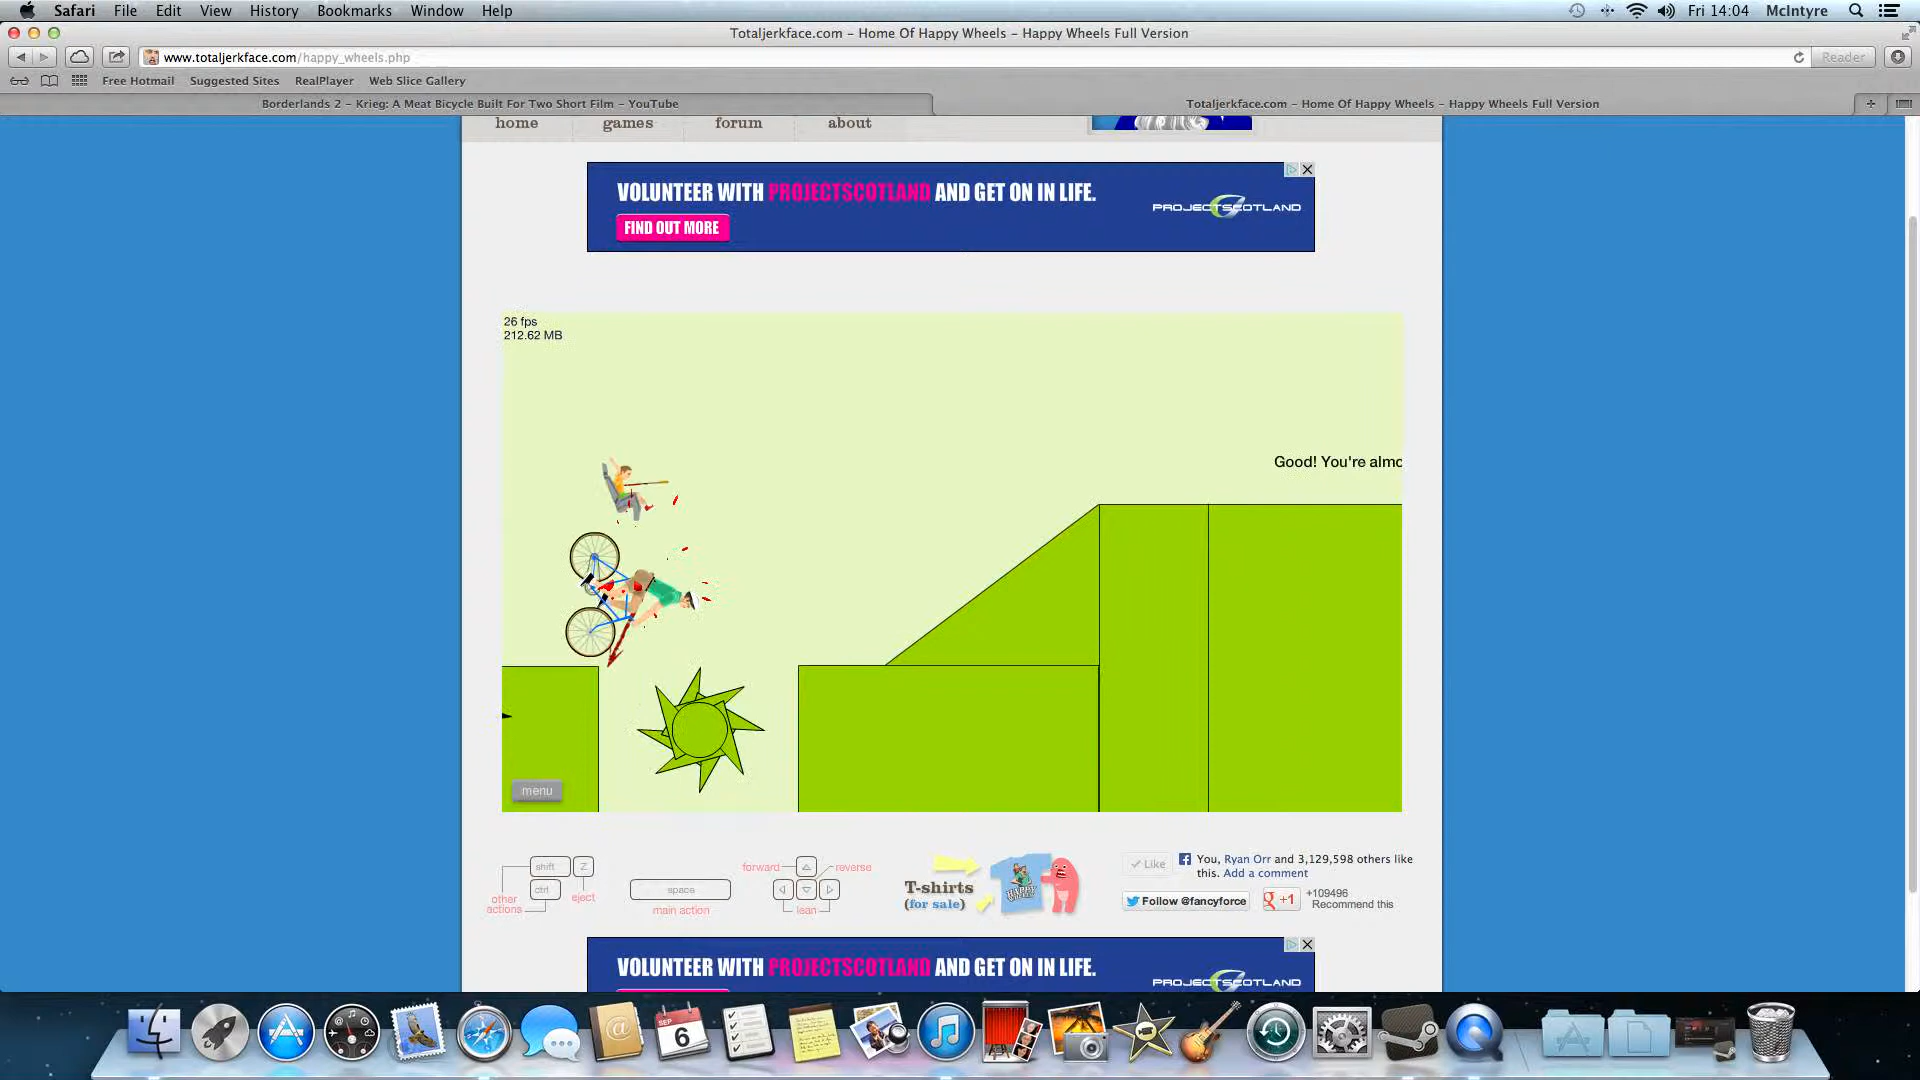 Safari File Edit View History Bookmarks Window Help
Fri 14:04 McIntyre
Totaljerkface.com – Home Of Happy Wheels – Happy Wheels Full Version
www.totaljerkface.com/happy_wheels.php
Reader
Free Hotmail Suggested Sites RealPlayer Web Slice Gallery
Borderlands 2 – Krieg: A Meat Bicycle Built For Two Short Film – YouTube
Totaljerkface.com – Home Of Happy Wheels – Happy Wheels Full Version
home games forum about
VOLUNTEER WITH PROJECTSCOTLAND AND GET ON IN LIFE.
PROJECTSCOTLAND
FIND OUT MORE
26 fps
212.62 MB
Good! You're almo
menu
shift Z
ctrl
other
actions
eject
space
main action
forward reverse
lean
T-shirts
(for sale)
HAPPY
WHEELS
Like
You, Ryan Orr and 3,129,598 others like
this. Add a comment
Follow @fancyforce
+1
+109496
Recommend this
VOLUNTEER WITH PROJECTSCOTLAND AND GET ON IN LIFE.
PROJECTSCOTLAND
SEP
6